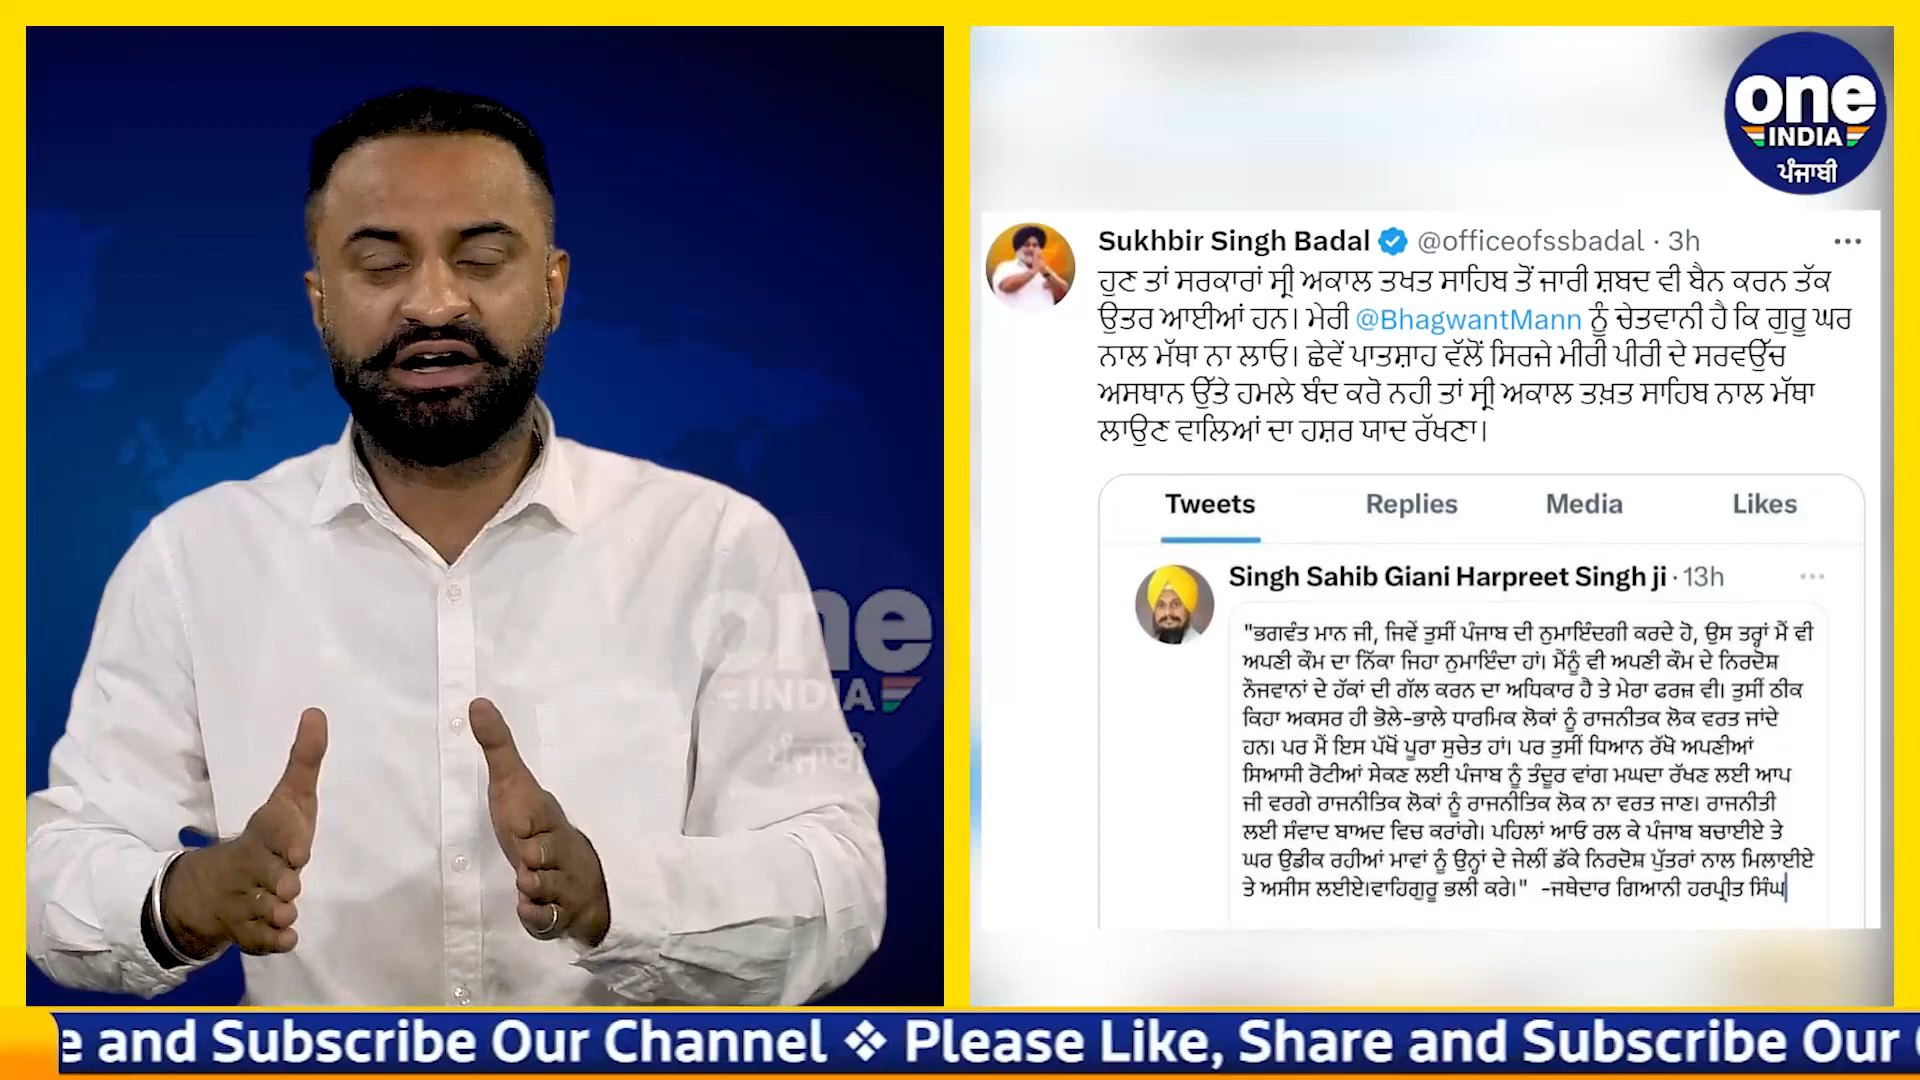 one
INDIA
ਪੰਜਾਬੀ
Sukhbir Singh Badal @officeofssbadal · 3h
ਹੁਣ ਤਾਂ ਸਰਕਾਰਾਂ ਸ੍ਰੀ ਅਕਾਲ ਤਖਤ ਸਾਹਿਬ ਤੋਂ ਜਾਰੀ ਸ਼ਬਦ ਵੀ ਬੈਨ ਕਰਨ ਤੱਕ
ਉਤਰ ਆਈਆਂ ਹਨ। ਮੇਰੀ @BhagwantMann ਨੂੰ ਚੇਤਵਾਨੀ ਹੈ ਕਿ ਗੁਰੂ ਘਰ
ਨਾਲ ਮੱਥਾ ਨਾ ਲਾਓ। ਛੇਵੇਂ ਪਾਤਸ਼ਾਹ ਵੱਲੋਂ ਸਿਰਜੇ ਮੀਰੀ ਪੀਰੀ ਦੇ ਸਰਵਉੱਚ
ਅਸਥਾਨ ਉੱਤੇ ਹਮਲੇ ਬੰਦ ਕਰੋ ਨਹੀ ਤਾਂ ਸ੍ਰੀ ਅਕਾਲ ਤਖ਼ਤ ਸਾਹਿਬ ਨਾਲ ਮੱਥਾ
ਲਾਉਣ ਵਾਲਿਆਂ ਦਾ ਹਸ਼ਰ ਯਾਦ ਰੱਖਣਾ।
Tweets Replies Media Likes
Singh Sahib Giani Harpreet Singh ji · 13h
"ਭਗਵੰਤ ਮਾਨ ਜੀ, ਜਿਵੇਂ ਤੁਸੀਂ ਪੰਜਾਬ ਦੀ ਨੁਮਾਇੰਦਗੀ ਕਰਦੇ ਹੋ, ਉਸ ਤਰ੍ਹਾਂ ਮੈਂ ਵੀ
ਅਪਣੀ ਕੌਮ ਦਾ ਨਿੱਕਾ ਜਿਹਾ ਨੁਮਾਇੰਦਾ ਹਾਂ। ਮੈਂਨੂੰ ਵੀ ਅਪਣੀ ਕੌਮ ਦੇ ਨਿਰਦੋਸ਼
ਨੌਜਵਾਨਾਂ ਦੇ ਹੱਕਾਂ ਦੀ ਗੱਲ ਕਰਨ ਦਾ ਅਧਿਕਾਰ ਹੈ ਤੇ ਮੇਰਾ ਫਰਜ਼ ਵੀ। ਤੁਸੀਂ ਠੀਕ
ਕਿਹਾ ਅਕਸਰ ਹੀ ਭੋਲੇ-ਭਾਲੇ ਧਾਰਮਿਕ ਲੋਕਾਂ ਨੂੰ ਰਾਜਨੀਤਕ ਲੋਕ ਵਰਤ ਜਾਂਦੇ
ਹਨ। ਪਰ ਮੈਂ ਇਸ ਪੱਖੋਂ ਪੂਰਾ ਸੁਚੇਤ ਹਾਂ। ਪਰ ਤੁਸੀਂ ਧਿਆਨ ਰੱਖੋ ਅਪਣੀਆਂ
ਸਿਆਸੀ ਰੋਟੀਆਂ ਸੇਕਣ ਲਈ ਪੰਜਾਬ ਨੂੰ ਤੰਦੂਰ ਵਾਂਗ ਮਘਦਾ ਰੱਖਣ ਲਈ ਆਪ
ਜੀ ਵਰਗੇ ਰਾਜਨੀਤਿਕ ਲੋਕਾਂ ਨੂੰ ਰਾਜਨੀਤਿਕ ਲੋਕ ਨਾ ਵਰਤ ਜਾਣ। ਰਾਜਨੀਤੀ
ਲਈ ਸੰਵਾਦ ਬਾਅਦ ਵਿਚ ਕਰਾਂਗੇ। ਪਹਿਲਾਂ ਆਓ ਰਲ ਕੇ ਪੰਜਾਬ ਬਚਾਈਏ ਤੇ
ਘਰ ਉਡੀਕ ਰਹੀਆਂ ਮਾਵਾਂ ਨੂੰ ਉਨ੍ਹਾਂ ਦੇ ਜੇਲੀਂ ਡੱਕੇ ਨਿਰਦੋਸ਼ ਪੁੱਤਰਾਂ ਨਾਲ ਮਿਲਾਈਏ
ਤੇ ਅਸੀਸ ਲਈਏ।ਵਾਹਿਗੁਰੂ ਭਲੀ ਕਰੇ।" -ਜਥੇਦਾਰ ਗਿਆਨੀ ਹਰਪ੍ਰੀਤ ਸਿੰਘ
one
INDIA
ਪੰਜਾਬੀ
e and Subscribe Our Channel ❖ Please Like, Share and Subscribe Our